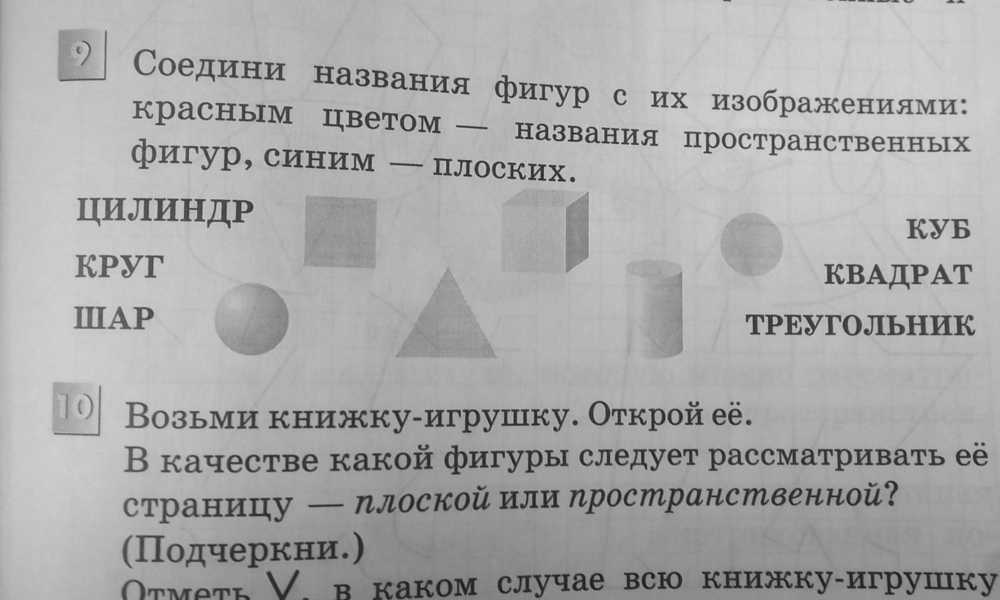 9
Соедини названия фигур с их изображениями:
красным цветом — названия пространственных
фигур, синим — плоских.
ЦИЛИНДР
КУБ
КРУГ
КВАДРАТ
ШАР
ТРЕУГОЛЬНИК
10
Возьми книжку-игрушку. Открой её.
В качестве какой фигуры следует рассматривать её
страницу — плоской или пространственной?
(Подчеркни.)
Отметь V, в каком случае всю книжку-игрушку